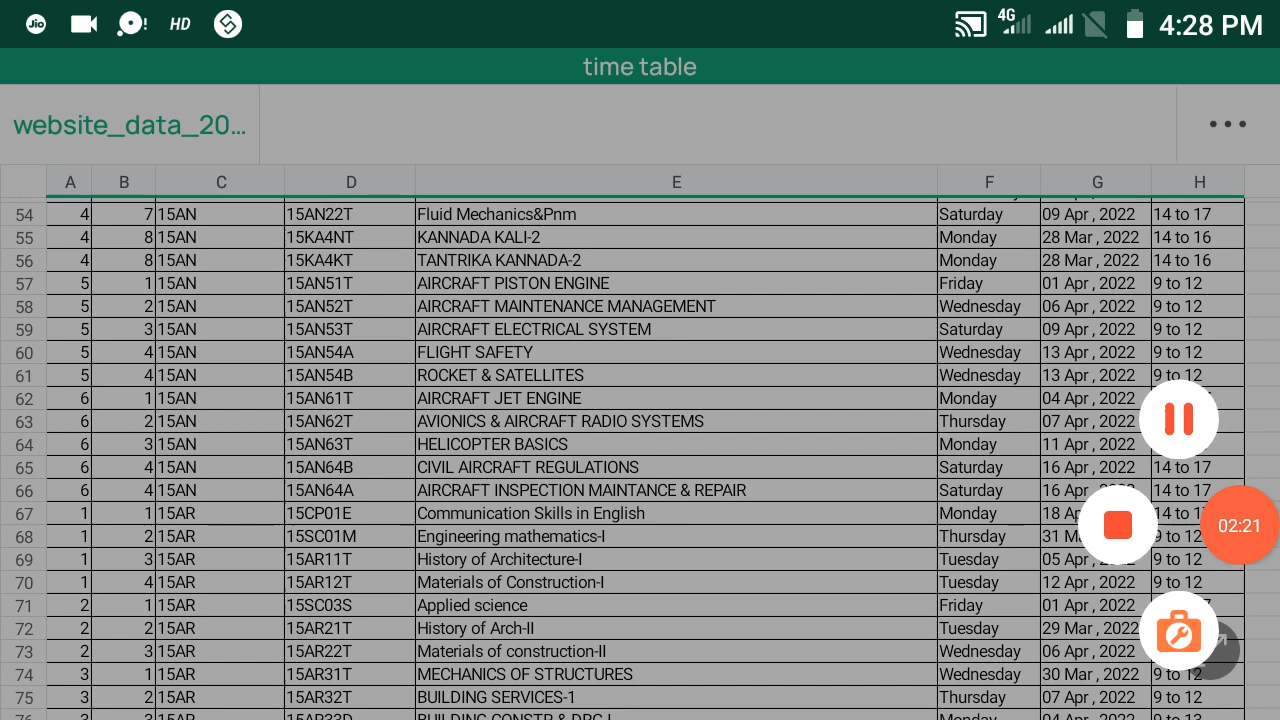 Jio HD 4G 4:28 PM
time table
website_data_20...
A B C D E F G H
54 4 7 15AN 15AN22T Fluid Mechanics&Pnm Saturday 09 Apr , 2022 14 to 17
55 4 8 15AN 15KA4NT KANNADA KALI-2 Monday 28 Mar , 2022 14 to 16
56 4 8 15AN 15KA4KT TANTRIKA KANNADA-2 Monday 28 Mar , 2022 14 to 16
57 5 1 15AN 15AN51T AIRCRAFT PISTON ENGINE Friday 01 Apr , 2022 9 to 12
58 5 2 15AN 15AN52T AIRCRAFT MAINTENANCE MANAGEMENT Wednesday 06 Apr , 2022 9 to 12
59 5 3 15AN 15AN53T AIRCRAFT ELECTRICAL SYSTEM Saturday 09 Apr , 2022 9 to 12
60 5 4 15AN 15AN54A FLIGHT SAFETY Wednesday 13 Apr , 2022 9 to 12
61 5 4 15AN 15AN54B ROCKET & SATELLITES Wednesday 13 Apr , 2022 9 to 12
62 6 1 15AN 15AN61T AIRCRAFT JET ENGINE Monday 04 Apr , 2022
63 6 2 15AN 15AN62T AVIONICS & AIRCRAFT RADIO SYSTEMS Thursday 07 Apr , 2022
64 6 3 15AN 15AN63T HELICOPTER BASICS Monday 11 Apr , 2022
65 6 4 15AN 15AN64B CIVIL AIRCRAFT REGULATIONS Saturday 16 Apr , 2022 14 to 17
66 6 4 15AN 15AN64A AIRCRAFT INSPECTION MAINTANCE & REPAIR Saturday 16 Apr 14 to 17
67 1 1 15AR 15CP01E Communication Skills in English Monday 18 14 to
68 1 2 15AR 15SC01M Engineering mathematics-I Thursday 31 9 to 12
69 1 3 15AR 15AR11T History of Architecture-I Tuesday 05 Apr , 2022 9 to 12
70 1 4 15AR 15AR12T Materials of Construction-I Tuesday 12 Apr , 2022 9 to 12
71 2 1 15AR 15SC03S Applied science Friday 01 Apr , 2022
72 2 2 15AR 15AR21T History of Arch-II Tuesday 29 Mar , 2022
73 2 3 15AR 15AR22T Materials of construction-II Wednesday 06 Apr , 2022
74 3 1 15AR 15AR31T MECHANICS OF STRUCTURES Wednesday 30 Mar , 2022 9 to 12
75 3 2 15AR 15AR32T BUILDING SERVICES-1 Thursday 07 Apr , 2022 9 to 12
02:21